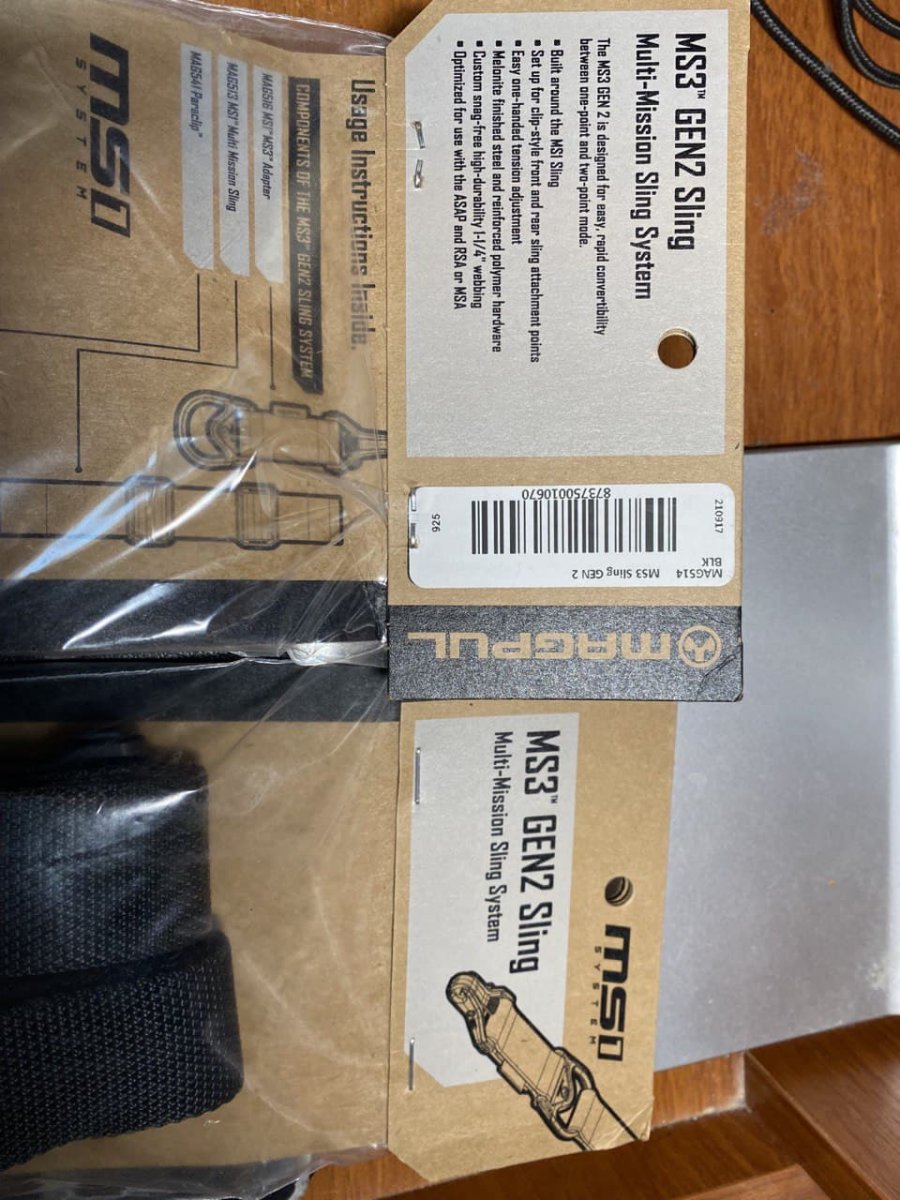 MS3™ GEN2 Sling
Multi-Mission Sling System
The MS3 GEN 2 is designed for easy, rapid convertibility
between one-point and two-point mode.
▪ Built around the MS1 Sling
▪ Set up for clip-style front and rear sling attachment points
▪ Easy one-handed tension adjustment
▪ Melonite finished steel and reinforced polymer hardware
▪ Custom snag-free high-durability 1-1/4" webbing
▪ Optimized for use with the ASAP and RSA or MSA
210917
MAG514 MS3 Sling GEN 2
BLK
873750010670
925
MAGPUL
Usage Instructions Inside.
COMPONENTS OF THE MS3™ GEN2 SLING SYSTEM
MAG516 MS1™ MS3® Adapter
MAG513 MS1™ Multi Mission Sling
MAG541 Paraclip™
MS1
SYSTEM
MS1
SYSTEM
MS3™ GEN2 Sling
Multi-Mission Sling System